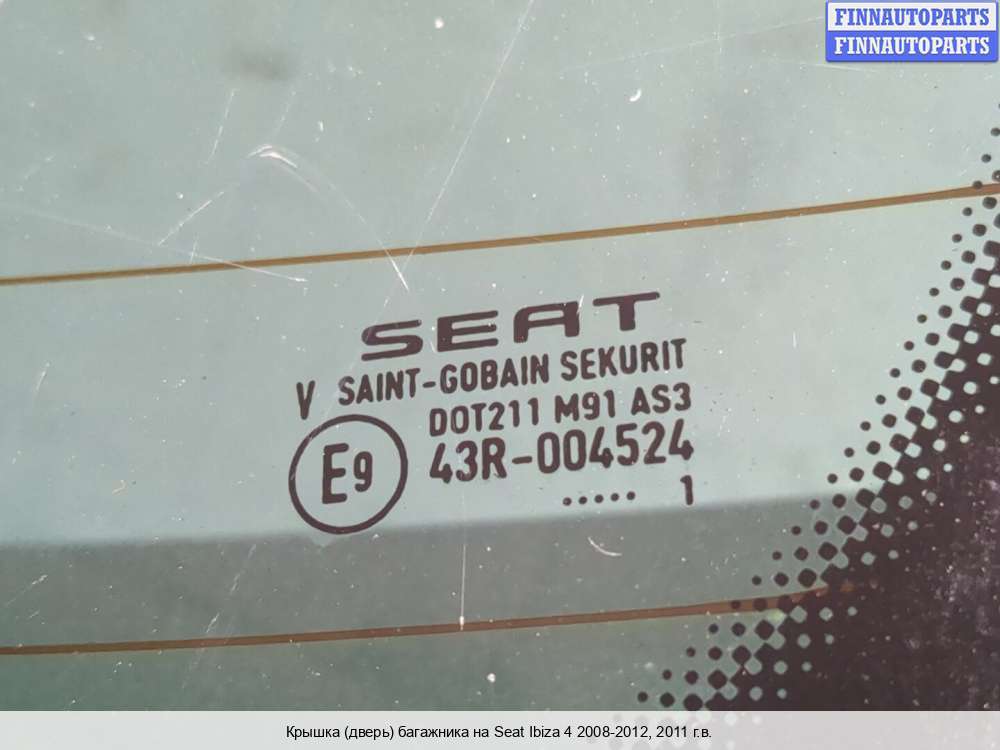 FINNAUTOPARTS
FINNAUTOPARTS
SEAT
V SAINT-GOBAIN SEKURIT
DOT211 M91 AS3
E9 43R-004524
..... 1
Крышка (дверь) багажника на Seat Ibiza 4 2008-2012, 2011 г.в.